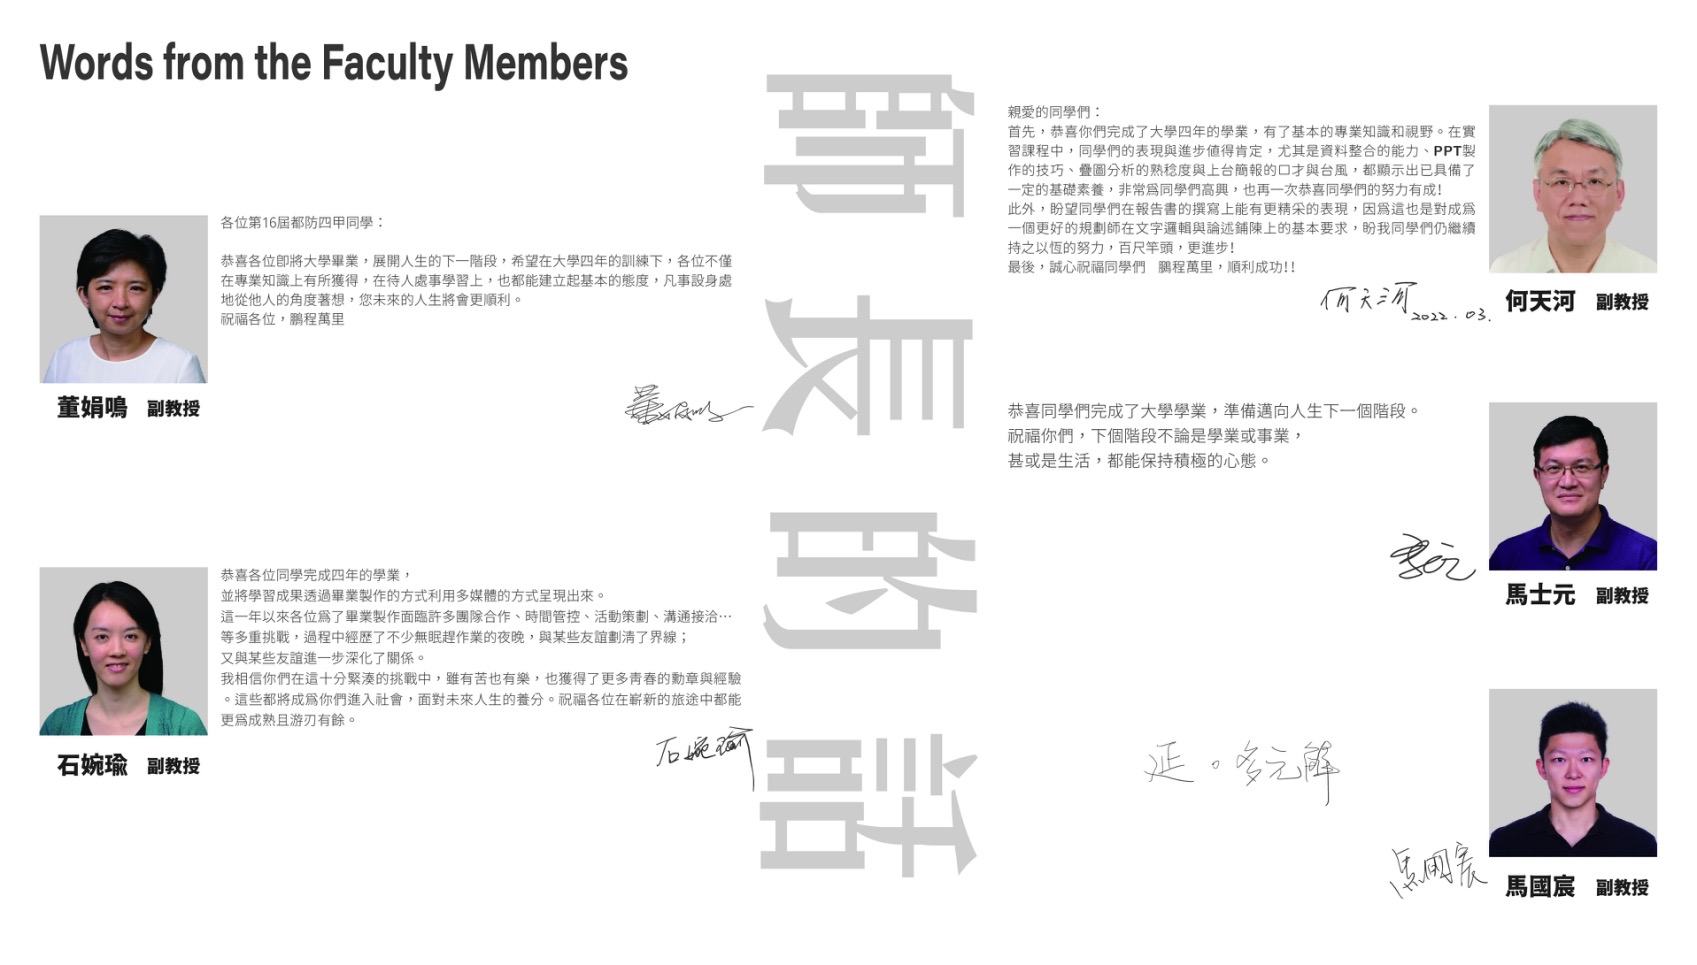 Words from the Faculty Members
師長的話
各位第16屆都防四甲同學：
恭喜各位即將大學畢業，展開人生的下一階段，希望在大學四年的訓練下，各位不僅
在專業知識上有所獲得，在待人處事學習上，也都能建立起基本的態度，凡事設身處
地從他人的角度著想，您未來的人生將會更順利。
祝福各位，鵬程萬里
董娟鳴
董娟鳴 副教授
恭喜各位同學完成四年的學業，
並將學習成果透過畢業製作的方式利用多媒體的方式呈現出來。
這一年以來各位為了畢業製作面臨許多團隊合作、時間管控、活動策劃、溝通接洽…
等多重挑戰，過程中經歷了不少無眠趕作業的夜晚，與某些友誼劃清了界線；
又與某些友誼進一步深化了關係。
我相信你們在這十分緊湊的挑戰中，雖有苦也有樂，也獲得了更多青春的勳章與經驗
。這些都將成為你們進入社會，面對未來人生的養分。祝福各位在嶄新的旅途中都能
更為成熟且游刃有餘。
石婉瑜
石婉瑜 副教授
親愛的同學們：
首先，恭喜你們完成了大學四年的學業，有了基本的專業知識和視野。在實
習課程中，同學們的表現與進步值得肯定，尤其是資料整合的能力、PPT製
作的技巧、疊圖分析的熟稔度與上台簡報的口才與台風，都顯示出已具備了
一定的基礎素養，非常為同學們高興，也再一次恭喜同學們的努力有成!
此外，盼望同學們在報告書的撰寫上能有更精采的表現，因為這也是對成為
一個更好的規劃師在文字邏輯與論述鋪陳上的基本要求，盼我同學們仍繼續
持之以恆的努力，百尺竿頭，更進步!
最後，誠心祝福同學們 鵬程萬里，順利成功!!
何天河 2022.03.
何天河 副教授
恭喜同學們完成了大學學業，準備邁向人生下一個階段。
祝福你們，下個階段不論是學業或事業，
甚或是生活，都能保持積極的心態。
馬士元 副教授
延。多元解
馬國宸
馬國宸 副教授